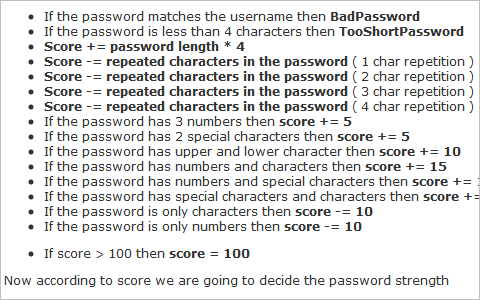 If the password matches the username then BadPassword
If the password is less than 4 characters then TooShortPassword
Score += password length * 4
Score -= repeated characters in the password ( 1 char repetition )
Score -= repeated characters in the password ( 2 char repetition )
Score -= repeated characters in the password ( 3 char repetition )
Score -= repeated characters in the password ( 4 char repetition )
If the password has 3 numbers then score += 5
If the password has 2 special characters then score += 5
If the password has upper and lower character then score += 10
If the password has numbers and characters then score += 15
If the password has numbers and special characters then score +=
If the password has special characters and characters then score +=
If the password is only characters then score -= 10
If the password is only numbers then score -= 10
If score > 100 then score = 100
Now according to score we are going to decide the password strength